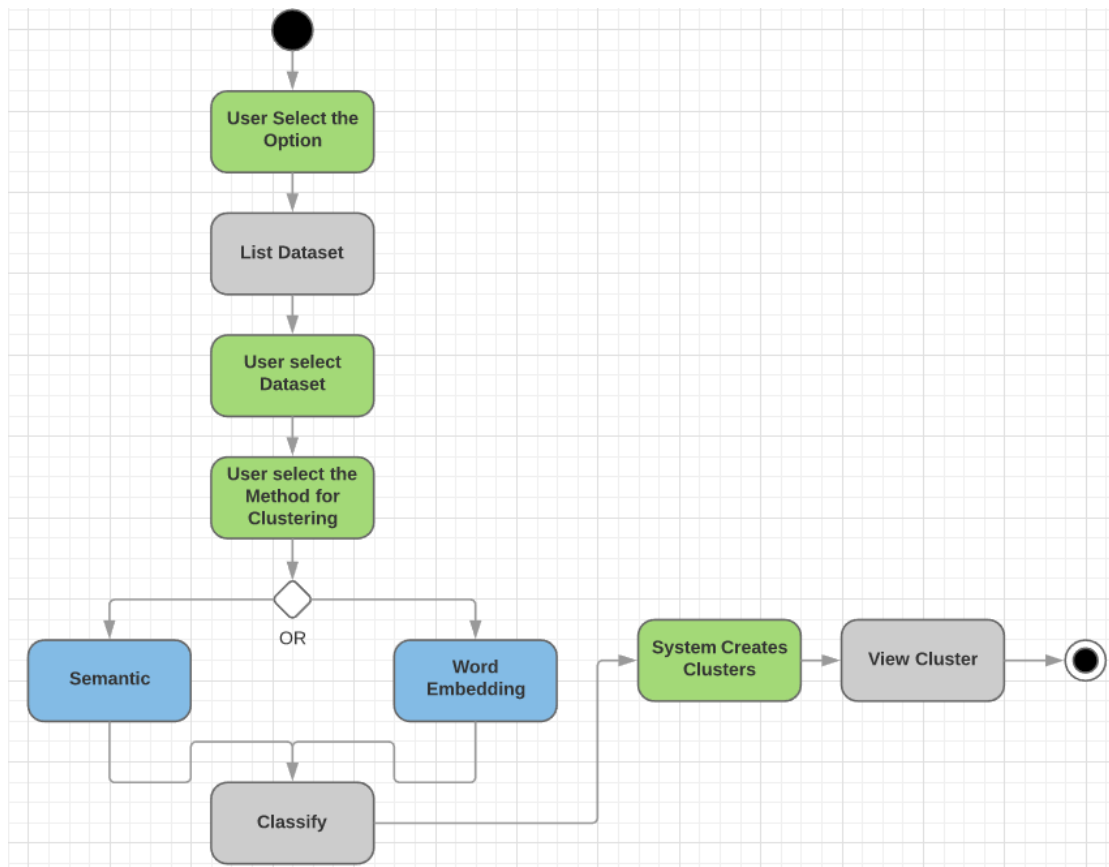 User Select the
Option
List Dataset
User select
Dataset
User select the
Method for
Clustering
OR
Semantic
Word
Embedding
Classify
System Creates
Clusters
View Cluster